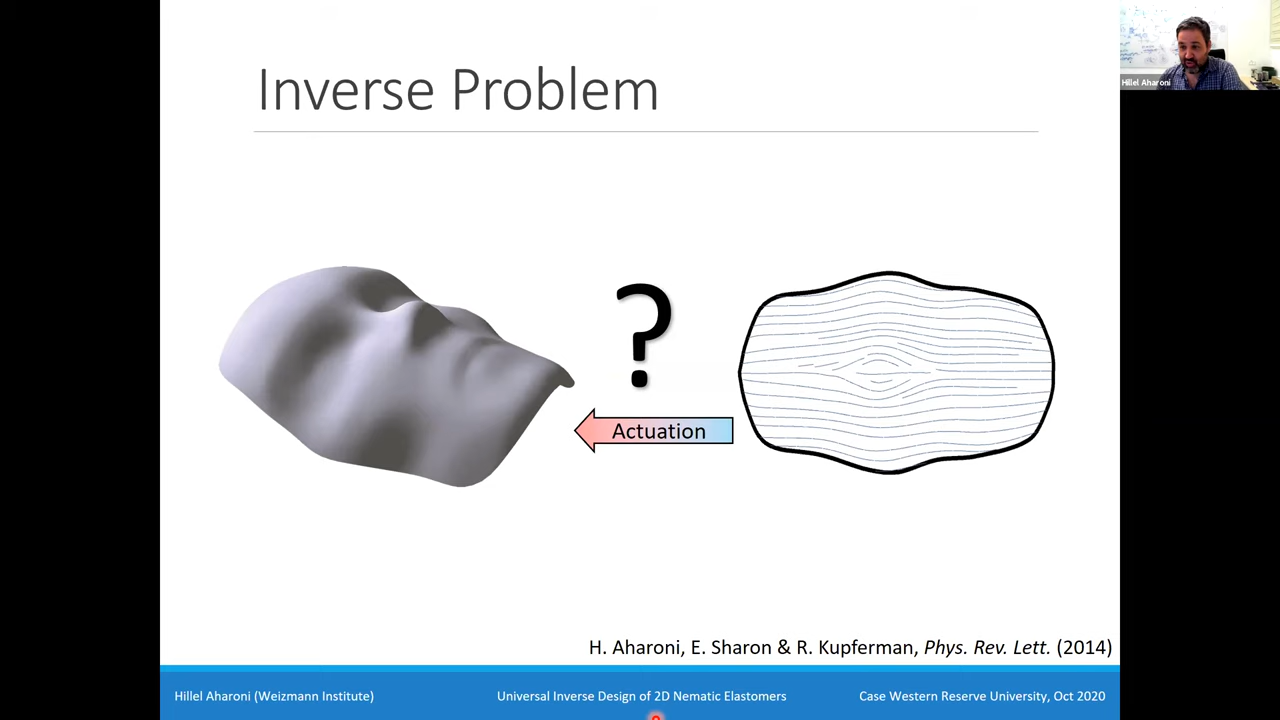 Inverse Problem
Hillel Aharoni
?
Actuation
H. Aharoni, E. Sharon & R. Kupferman, Phys. Rev. Lett. (2014)
Hillel Aharoni (Weizmann Institute)
Universal Inverse Design of 2D Nematic Elastomers
Case Western Reserve University, Oct 2020